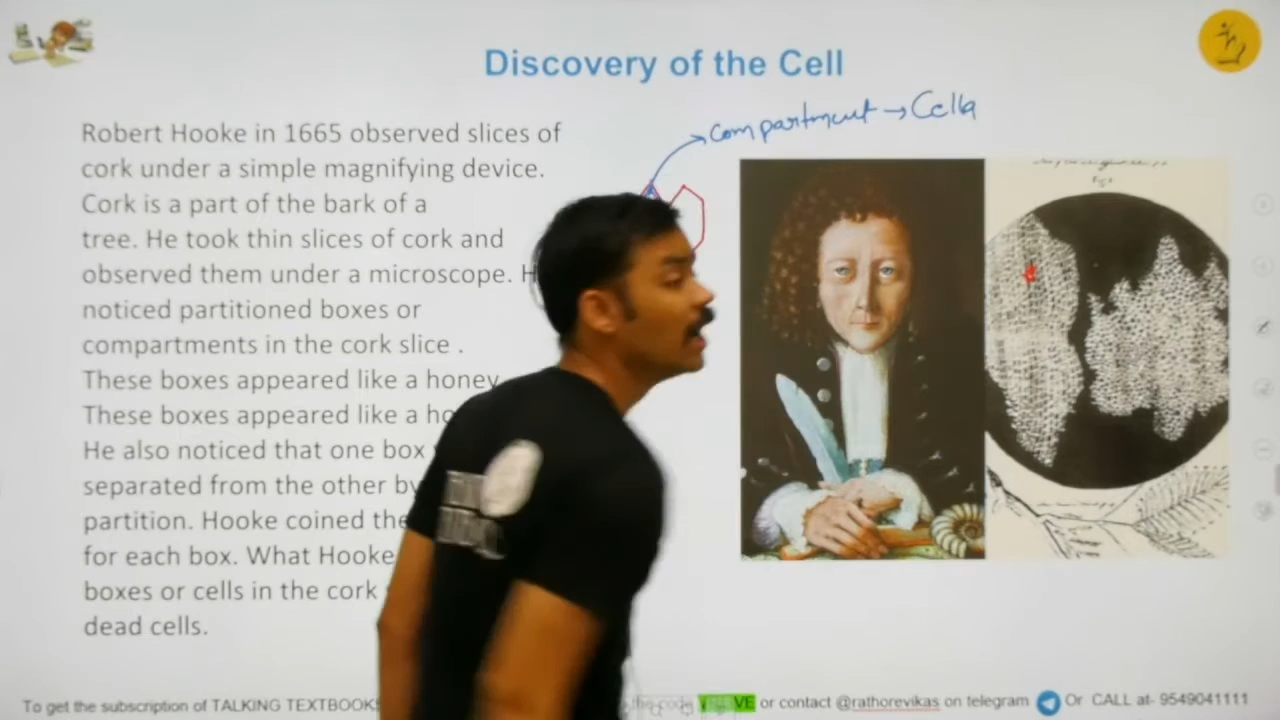 Discovery of the Cell
compartment → Cells
Robert Hooke in 1665 observed slices of
cork under a simple magnifying device.
Cork is a part of the bark of a
tree. He took thin slices of cork and
observed them under a microscope. H
noticed partitioned boxes or
compartments in the cork slice .
These boxes appeared like a honey
These boxes appeared like a ho
He also noticed that one box
separated from the other by
partition. Hooke coined the
for each box. What Hooke
boxes or cells in the cork
dead cells.
To get the subscription of TALKING TEXTBOOKS
the code VE or contact @rathorevikas on telegram Or CALL at- 9549041111